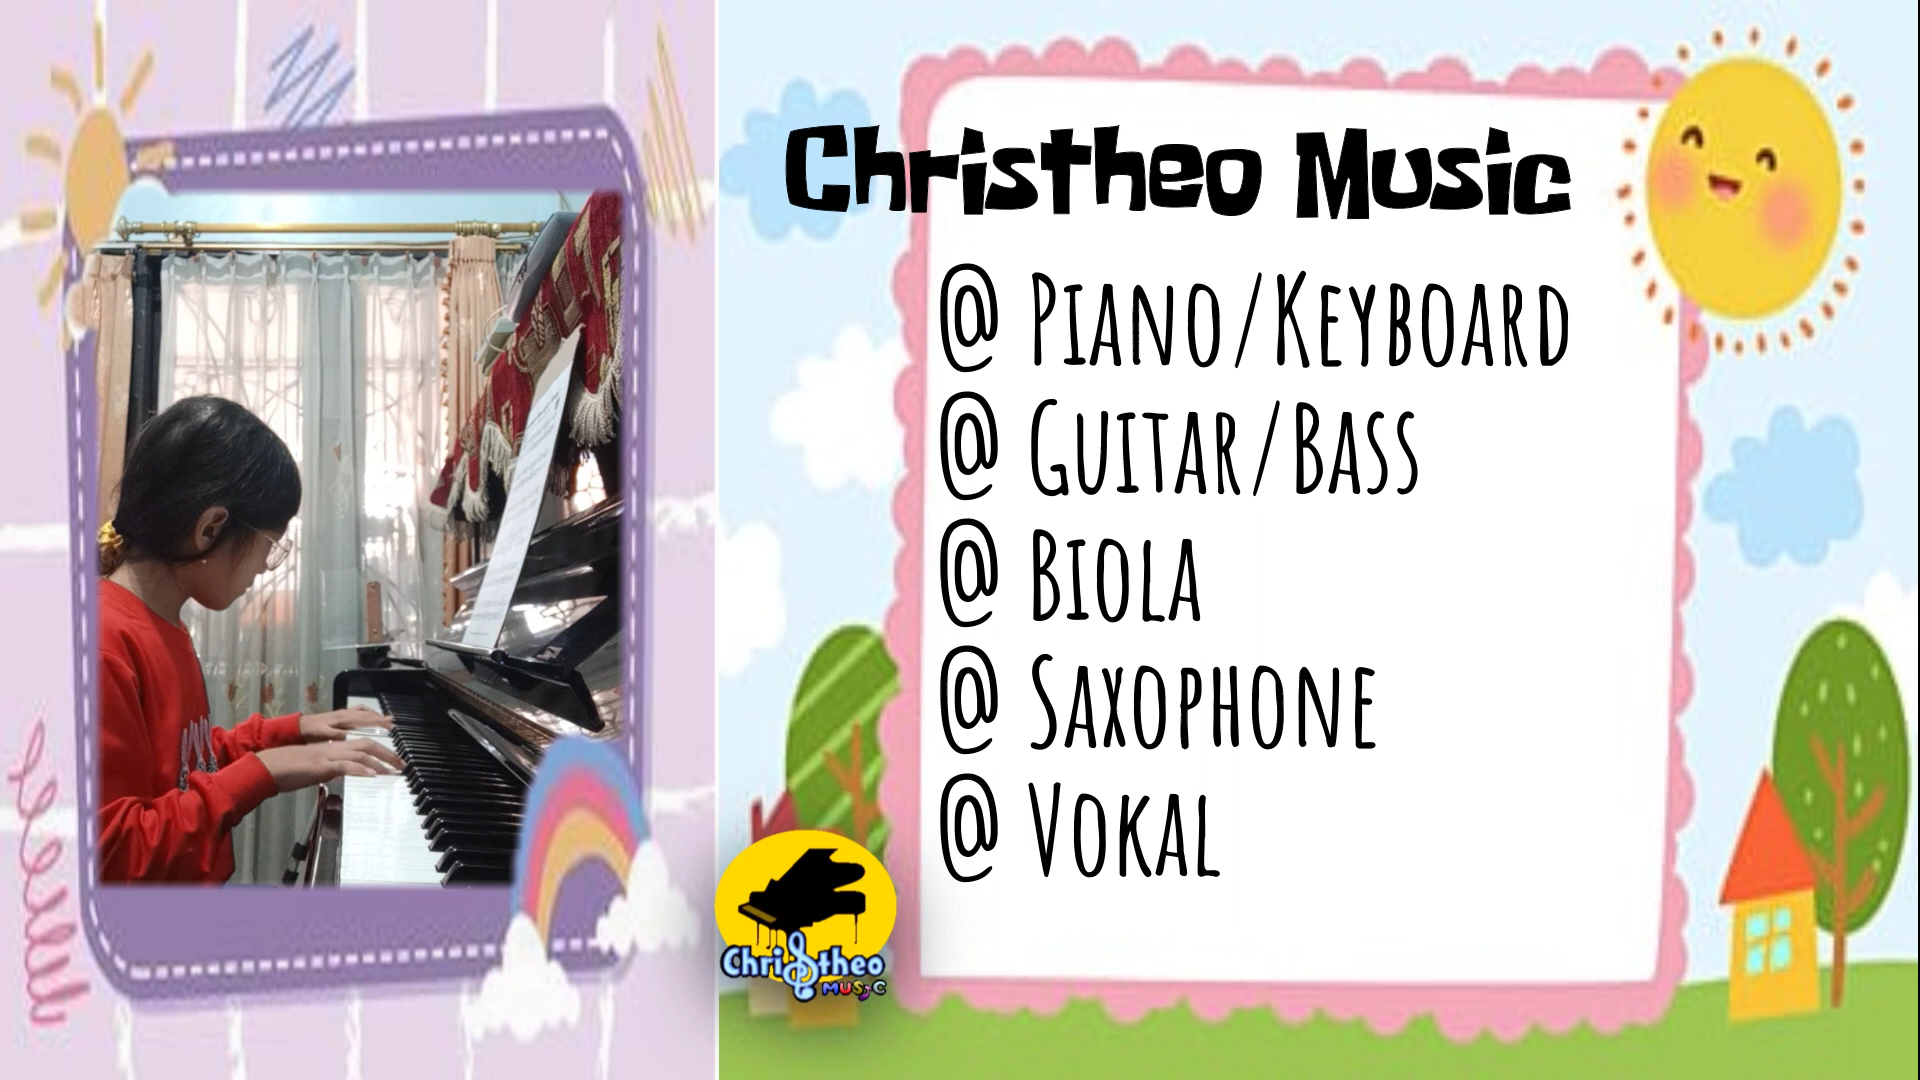 Christheo Music
@ Piano/Keyboard
@ Guitar/Bass
@ Biola
@ Saxophone
@ Vokal
Christheo
MUSIC